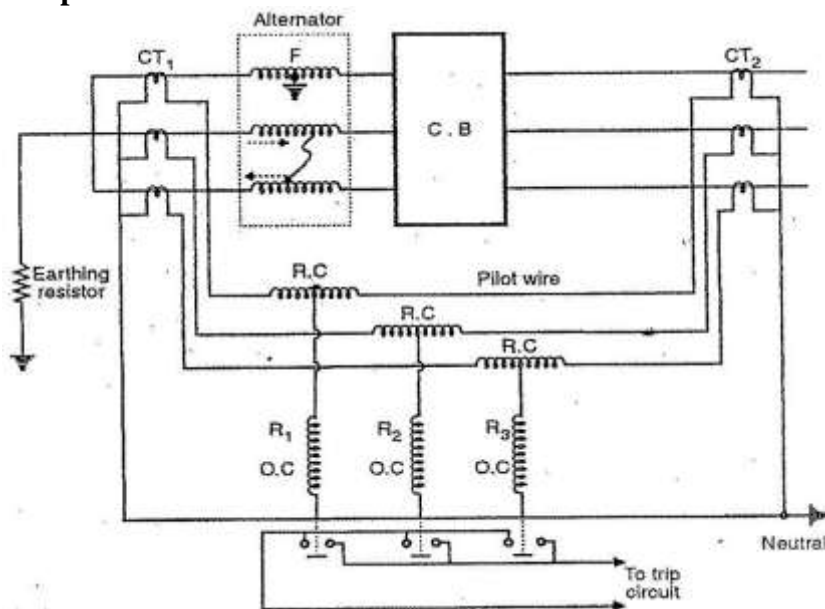 Alternator
CT1
F
CT2
C.B
Earthing
resistor
R.C
Pilot wire
R.C
R.C
R1
R2
R3
O.C
O.C
O.C
Neutral
To trip
circuit